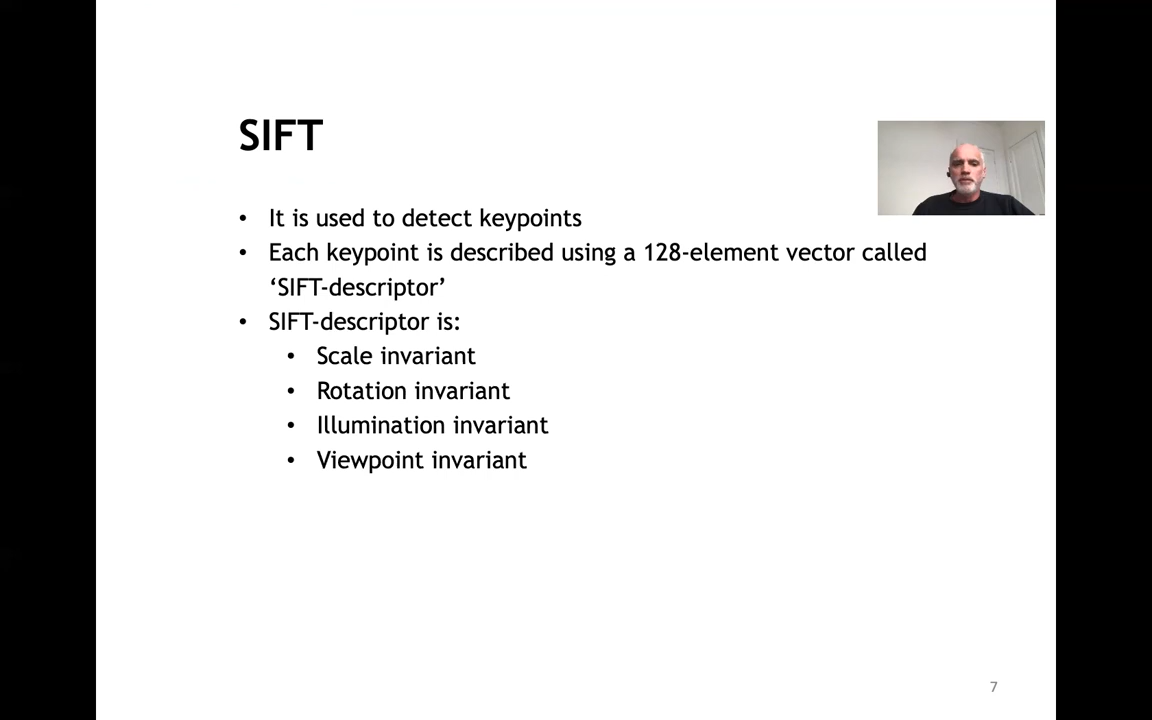 SIFT
• It is used to detect keypoints
• Each keypoint is described using a 128-element vector called
‘SIFT-descriptor’
• SIFT-descriptor is:
• Scale invariant
• Rotation invariant
• Illumination invariant
• Viewpoint invariant
7